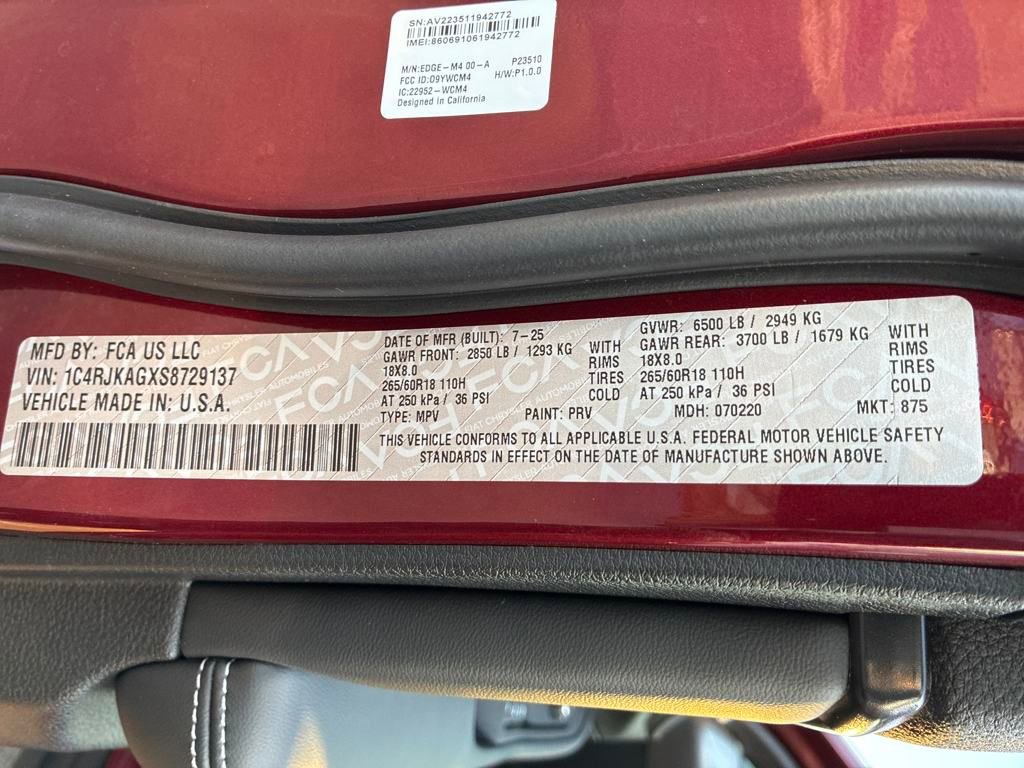 SN:AV223511942772
IMEI:860691061942772
M/N:EDGE-M4 00-A P23510
FCC ID:O9YWCM4 H/W:P1.0.0
IC:22952-WCM4
Designed in California
MFD BY: FCA US LLC
VIN: 1C4RJKAGXS8729137
VEHICLE MADE IN: U.S.A.
DATE OF MFR (BUILT): 7-25
GAWR FRONT: 2850 LB / 1293 KG WITH
18X8.0 RIMS
265/60R18 110H TIRES
AT 250 kPa / 36 PSI COLD
GVWR: 6500 LB / 2949 KG
GAWR REAR: 3700 LB / 1679 KG WITH
18X8.0 RIMS
265/60R18 110H TIRES
AT 250 kPa / 36 PSI COLD
TYPE: MPV PAINT: PRV MDH: 070220 MKT: 875
THIS VEHICLE CONFORMS TO ALL APPLICABLE U.S.A. FEDERAL MOTOR VEHICLE SAFETY
STANDARDS IN EFFECT ON THE DATE OF MANUFACTURE SHOWN ABOVE.